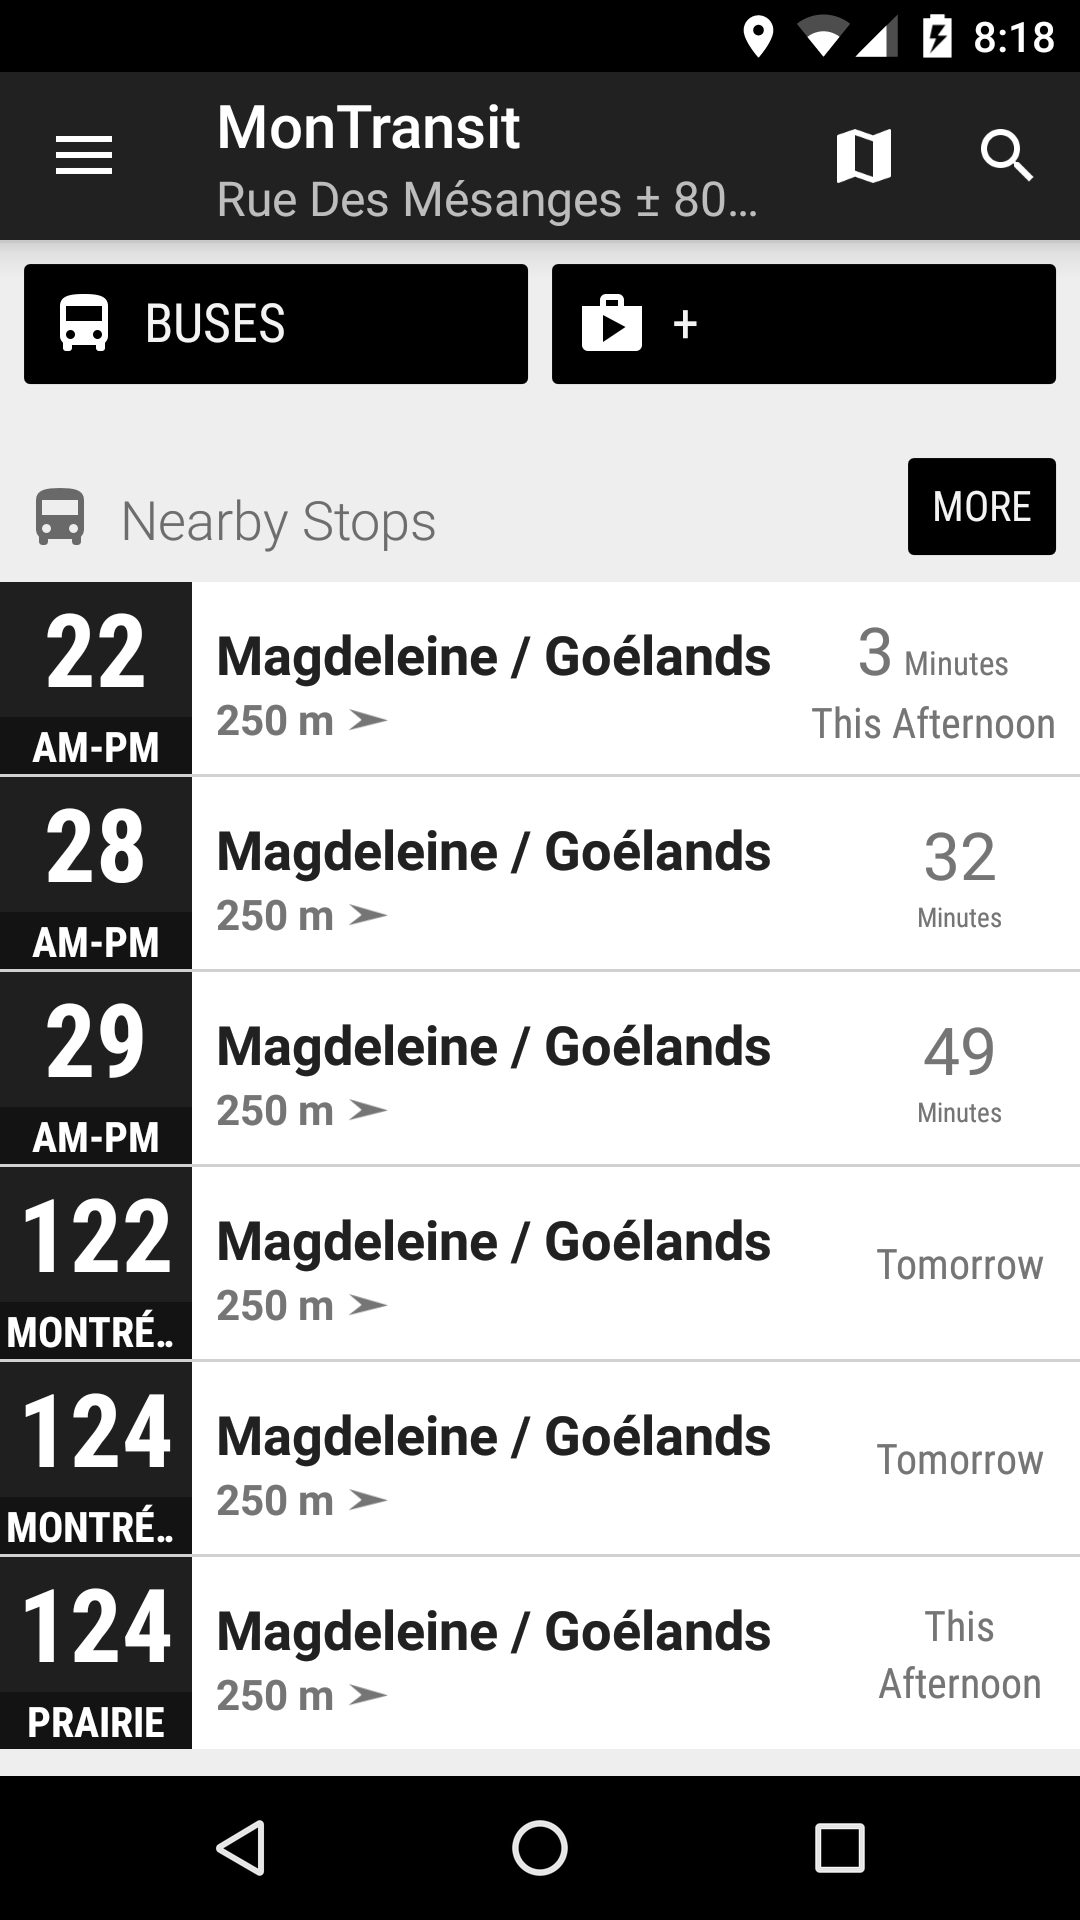 8:18
MonTransit
Rue Des Mésanges ± 80...
BUSES
+
Nearby Stops
MORE
22
AM-PM
Magdeleine / Goélands
250 m
3 Minutes
This Afternoon
28
AM-PM
Magdeleine / Goélands
250 m
32
Minutes
29
AM-PM
Magdeleine / Goélands
250 m
49
Minutes
122
MONTRÉ..
Magdeleine / Goélands
250 m
Tomorrow
124
MONTRÉ..
Magdeleine / Goélands
250 m
Tomorrow
124
PRAIRIE
Magdeleine / Goélands
250 m
This
Afternoon